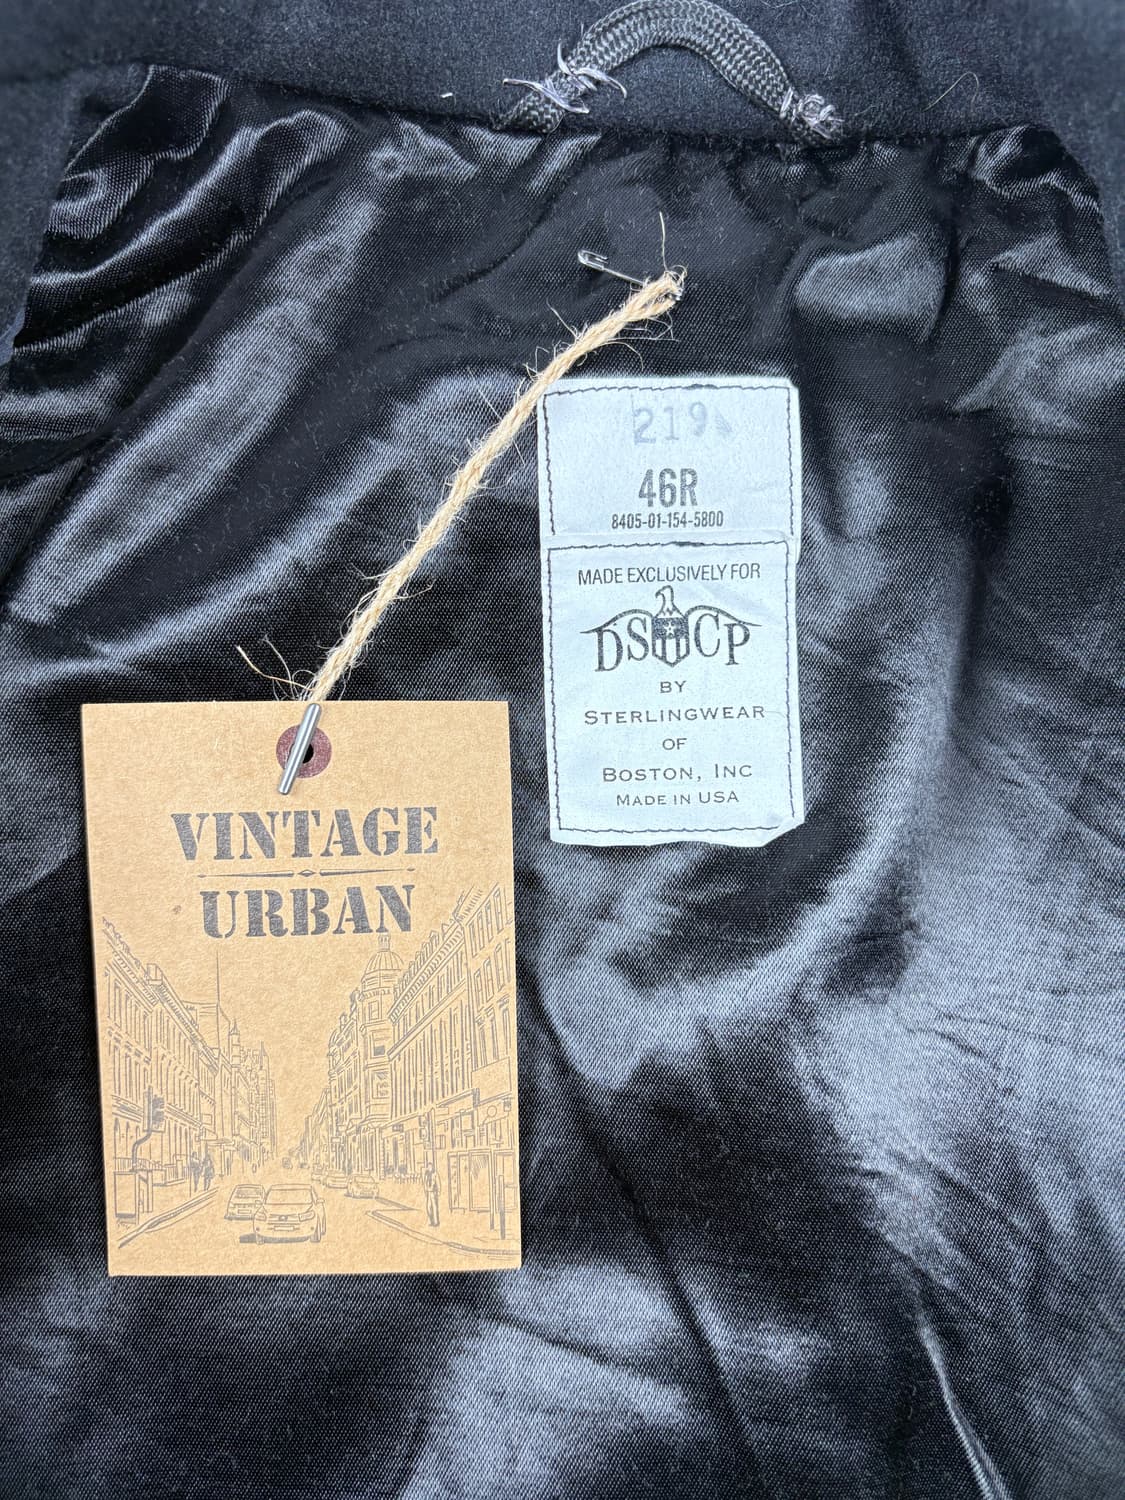 219
46R
8405-01-154-5800
MADE EXCLUSIVELY FOR
DSCP
BY
STERLINGWEAR
OF
BOSTON, INC
MADE IN USA
VINTAGE
URBAN